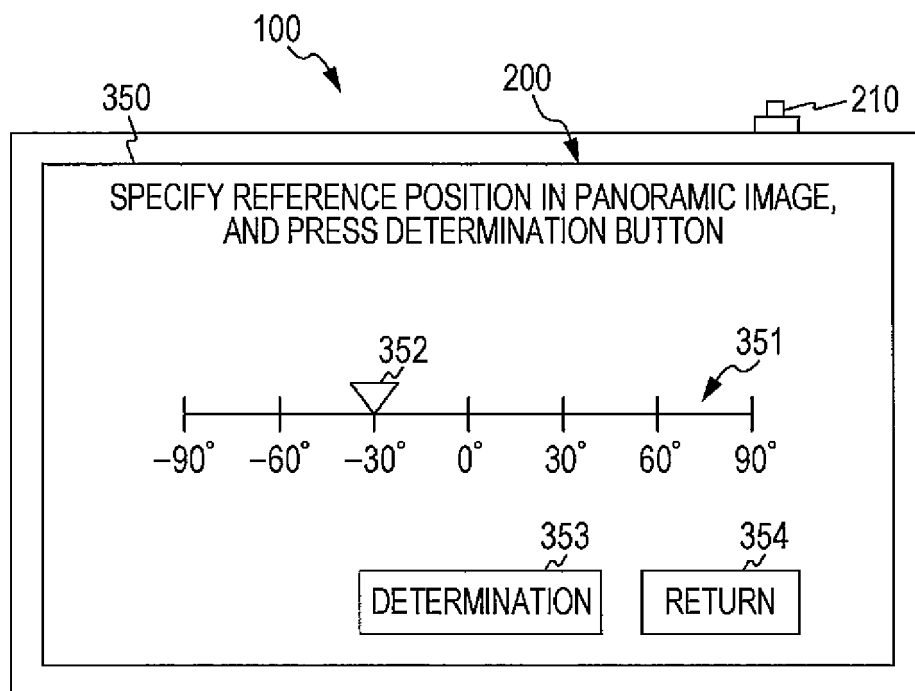 100
350
200
210
SPECIFY REFERENCE POSITION IN PANORAMIC IMAGE,
AND PRESS DETERMINATION BUTTON
352
351
−90° −60° −30° 0° 30° 60° 90°
353
354
DETERMINATION
RETURN